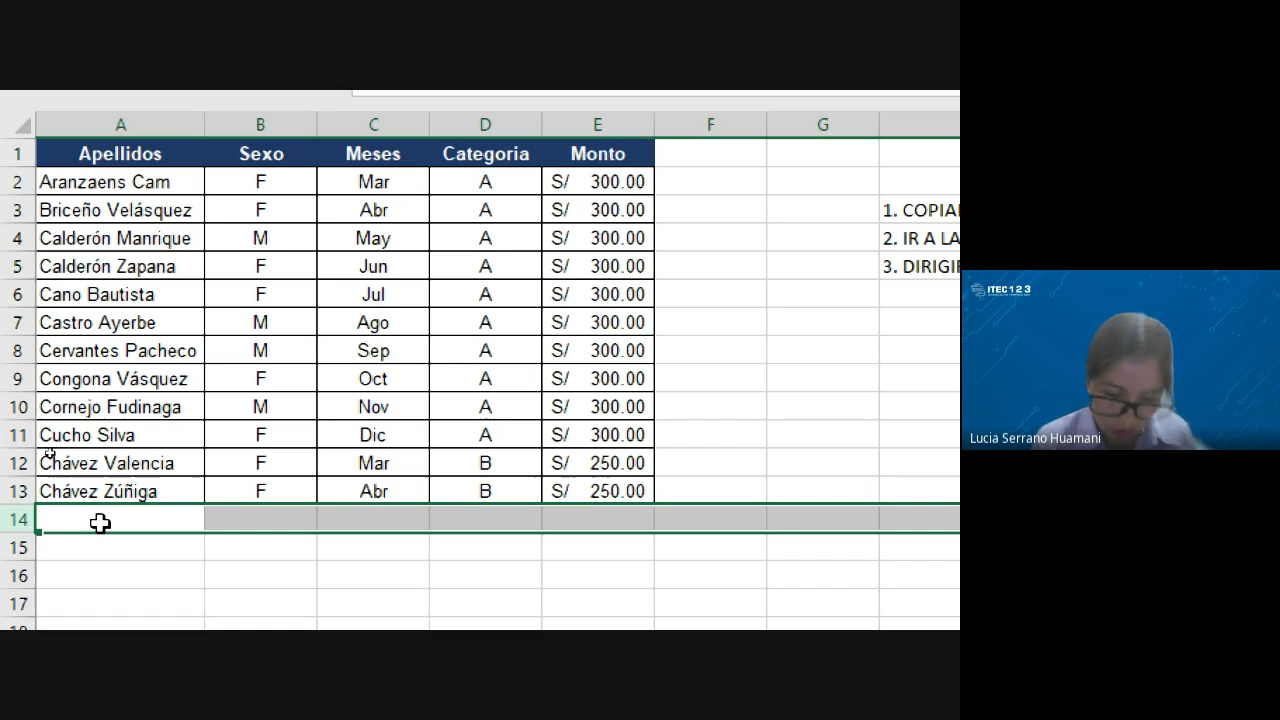 A B C D E F G
1 Apellidos Sexo Meses Categoria Monto
2 Aranzaens Cam F Mar A S/ 300.00
3 Briceño Velásquez F Abr A S/ 300.00 1. COPIA
4 Calderón Manrique M May A S/ 300.00 2. IR A LA
5 Calderón Zapana F Jun A S/ 300.00 3. DIRIGI
6 Cano Bautista F Jul A S/ 300.00
7 Castro Ayerbe M Ago A S/ 300.00
8 Cervantes Pacheco M Sep A S/ 300.00
9 Congona Vásquez F Oct A S/ 300.00
10 Cornejo Fudinaga M Nov A S/ 300.00
11 Cucho Silva F Dic A S/ 300.00
12 Chávez Valencia F Mar B S/ 250.00
13 Chávez Zúñiga F Abr B S/ 250.00
14
15
16
17
ITEC 1 2 3
Lucia Serrano Huamani